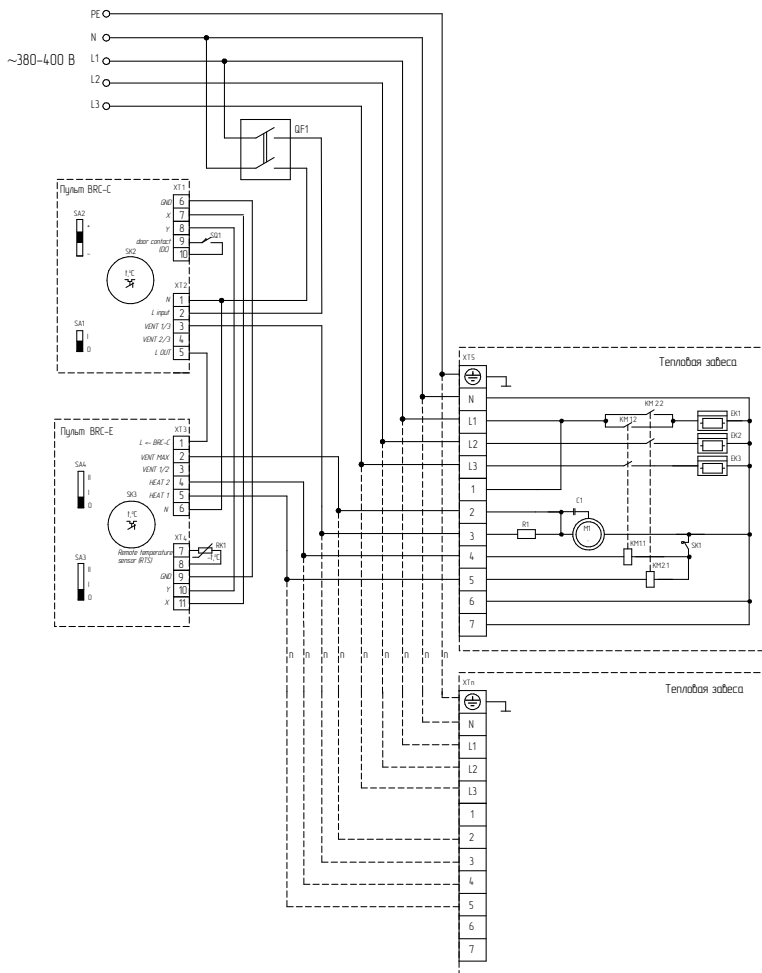 PE
N
~380-400 В
L1
L2
L3
QF1
Пульт BRC-C
XT1
SA2
+
-
SK2
t,°C
GND 6
X 7
Y 8
door contact (DC) 9
10
SQ1
XT2
N 1
L input 2
VENT 1/3 3
VENT 2/3 4
L OUT 5
SA1
I
0
Пульт BRC-E
XT3
L ← BRC-C 1
VENT MAX 2
VENT 1/2 3
HEAT 2 4
HEAT 1 5
N 6
SA4
II
I
0
SK3
t,°C
XT4
Remote temperature
sensor (RTS)
7
8
RK1
-t,°C
GND 9
Y 10
X 11
SA3
II
I
0
XT5
Тепловая завеса
N
L1
L2
L3
1
2
3
4
5
6
7
KM2.2
KM1.2
EK1
EK2
EK3
C1
R1
M1
KM1.1
SK1
KM2.1
n n n n n n n n n
XTn
Тепловая завеса
N
L1
L2
L3
1
2
3
4
5
6
7